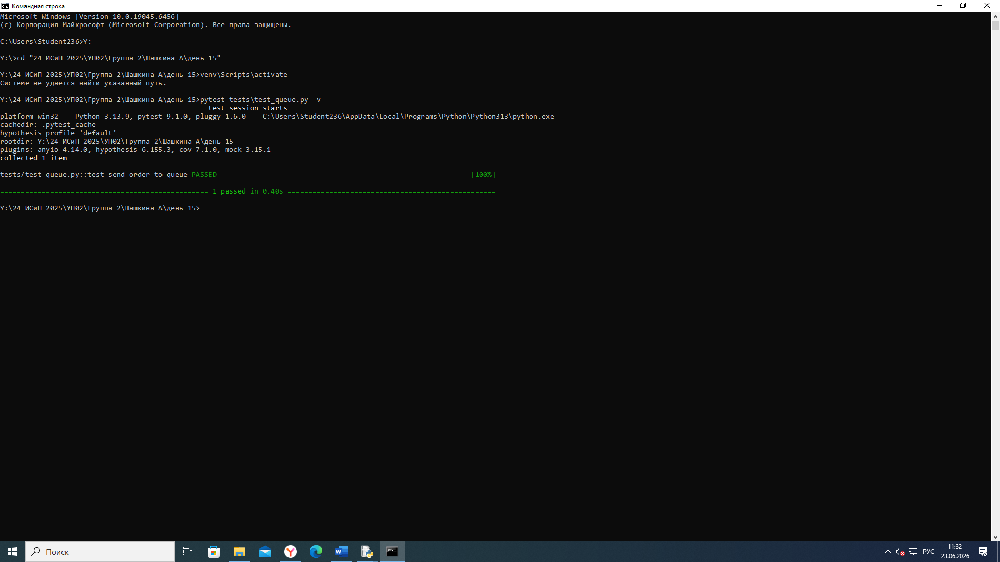 Командная строка
Microsoft Windows [Version 10.0.19045.6456]
(c) Корпорация Майкрософт (Microsoft Corporation). Все права защищены.
C:\Users\Student236>Y:
Y:\>cd "24 ИСиП 2025\УП02\Группа 2\Шашкина А\день 15"
Y:\24 ИСиП 2025\УП02\Группа 2\Шашкина А\день 15>venv\Scripts\activate
Системе не удается найти указанный путь.
Y:\24 ИСиП 2025\УП02\Группа 2\Шашкина А\день 15>pytest tests\test_queue.py -v
================================================= test session starts =================================================
platform win32 -- Python 3.13.9, pytest-9.1.0, pluggy-1.6.0 -- C:\Users\Student236\AppData\Local\Programs\Python\Python313\python.exe
cachedir: .pytest_cache
hypothesis profile 'default'
rootdir: Y:\24 ИСиП 2025\УП02\Группа 2\Шашкина А\день 15
plugins: anyio-4.14.0, hypothesis-6.155.3, cov-7.1.0, mock-3.15.1
collected 1 item
tests/test_queue.py::test_send_order_to_queue PASSED [100%]
================================================== 1 passed in 0.40s ==================================================
Y:\24 ИСиП 2025\УП02\Группа 2\Шашкина А\день 15>
Поиск
РУС
11:32
23.06.2026